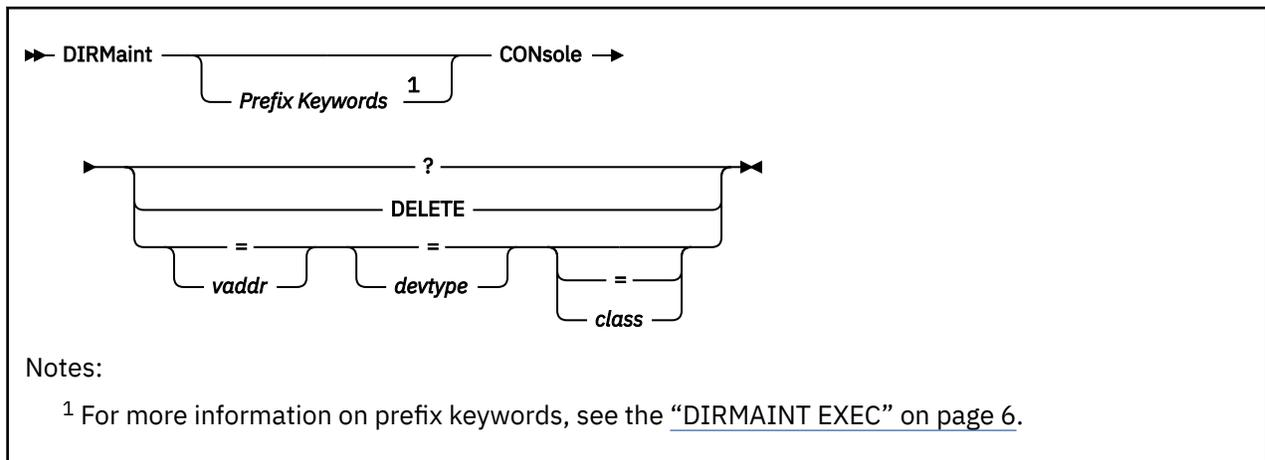 DIRMaint CONsole
Prefix Keywords 1
?
DELETE
= = 
vaddr devtype =
class
Notes:
1 For more information on prefix keywords, see the “DIRMAINT EXEC” on page 6.